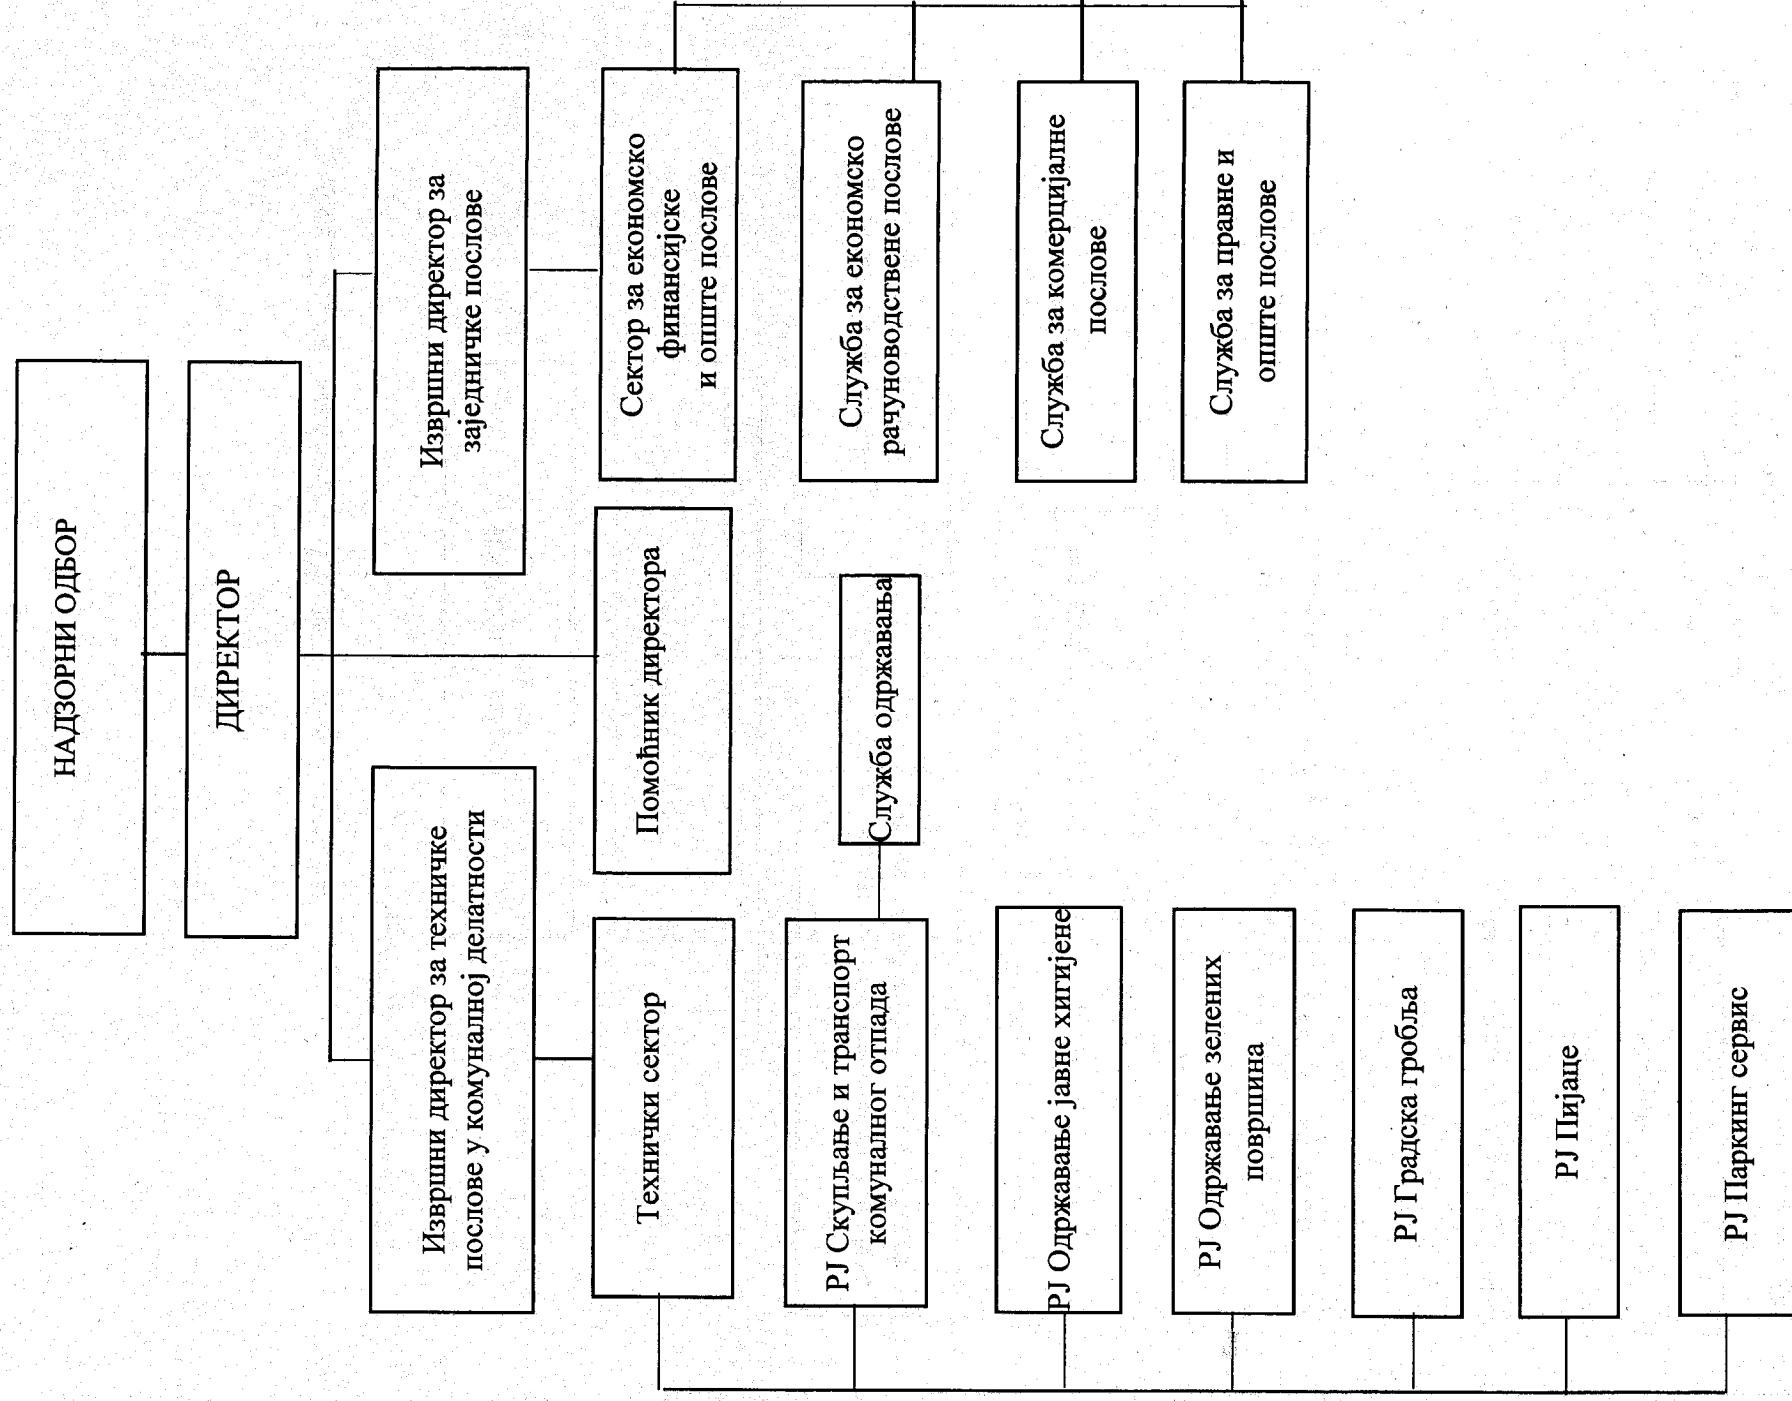 НАДЗОРНИ ОДБОР
ДИРЕКТОР
Извршни директор за техничке
послове у комуналној делатности
Извршни директор за
заједничке послове
Технички сектор
Помоћник директора
Сектор за економско
финансијске
и опште послове
РЈ Скупљање и транспорт
комуналног отпада
Служба одржавања
Служба за економско
рачуноводствене послове
РЈ Одржавање јавне хигијене
Служба за комерцијалне
послове
РЈ Одржавање зелених
површина
Служба за правне и
опште послове
РЈ Градска гробља
РЈ Пијаце
РЈ Паркинг сервис